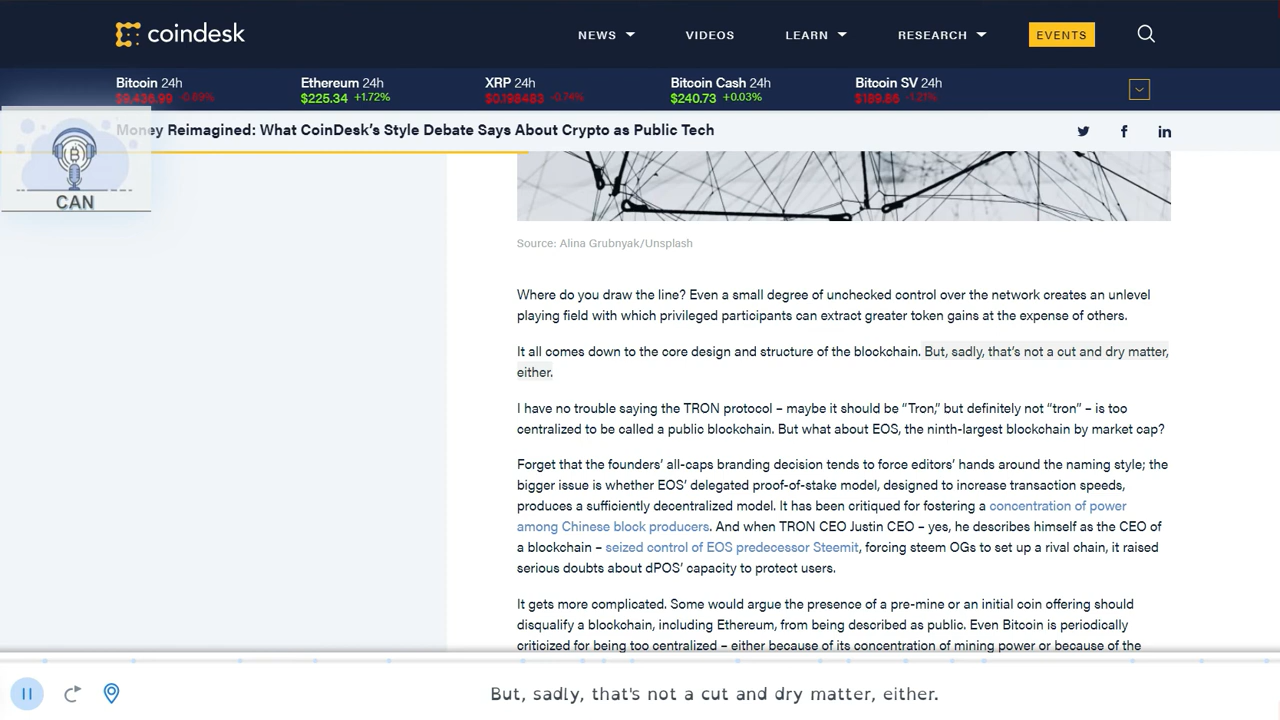 coindesk
NEWS VIDEOS LEARN RESEARCH EVENTS
Bitcoin 24h Ethereum 24h XRP 24h Bitcoin Cash 24h Bitcoin SV 24h
$9,436.99 -0.69% $225.34 +1.72% $0.198483 -0.74% $240.73 +0.03% $189.86 -1.21%
Money Reimagined: What CoinDesk's Style Debate Says About Crypto as Public Tech
CAN
Source: Alina Grubnyak/Unsplash
Where do you draw the line? Even a small degree of unchecked control over the network creates an unlevel
playing field with which privileged participants can extract greater token gains at the expense of others.
It all comes down to the core design and structure of the blockchain. But, sadly, that's not a cut and dry matter,
either.
I have no trouble saying the TRON protocol – maybe it should be “Tron,” but definitely not “tron” – is too
centralized to be called a public blockchain. But what about EOS, the ninth-largest blockchain by market cap?
Forget that the founders’ all-caps branding decision tends to force editors’ hands around the naming style; the
bigger issue is whether EOS’ delegated proof-of-stake model, designed to increase transaction speeds,
produces a sufficiently decentralized model. It has been critiqued for fostering a concentration of power
among Chinese block producers. And when TRON CEO Justin CEO – yes, he describes himself as the CEO of
a blockchain – seized control of EOS predecessor Steemit, forcing steem OGs to set up a rival chain, it raised
serious doubts about dPOS’ capacity to protect users.
It gets more complicated. Some would argue the presence of a pre-mine or an initial coin offering should
disqualify a blockchain, including Ethereum, from being described as public. Even Bitcoin is periodically
criticized for being too centralized – either because of its concentration of mining power or because of the
But, sadly, that's not a cut and dry matter, either.